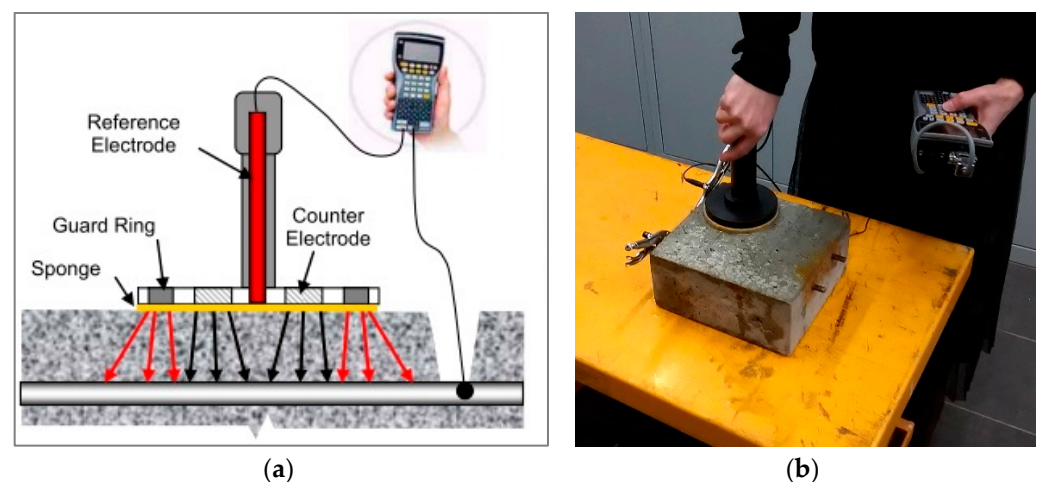 Reference
Electrode
Guard Ring
Counter
Electrode
Sponge
(a)
(b)